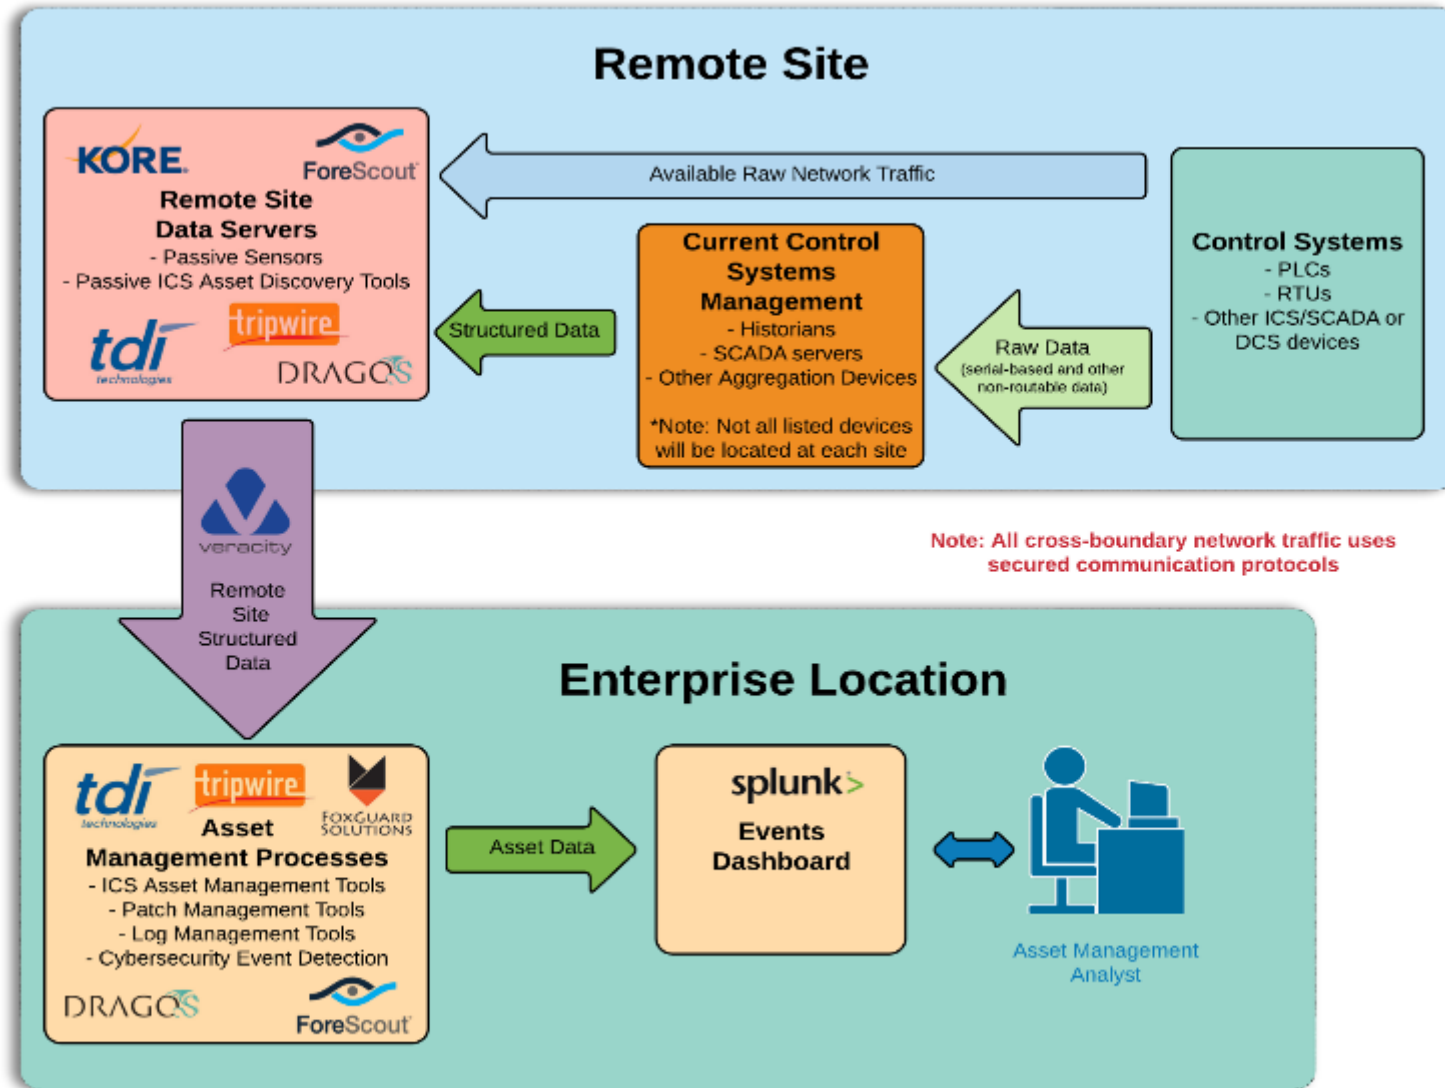 Remote Site
KORE
ForeScout
Remote Site
Data Servers
- Passive Sensors
- Passive ICS Asset Discovery Tools
tdi
technologies
tripwire
DRAGOS
Available Raw Network Traffic
Structured Data
Current Control
Systems
Management
- Historians
- SCADA servers
- Other Aggregation Devices
*Note: Not all listed devices
will be located at each site
Raw Data
(serial-based and other
non-routable data)
Control Systems
- PLCs
- RTUs
- Other ICS/SCADA or
DCS devices
veracity
Remote
Site
Structured
Data
Note: All cross-boundary network traffic uses
secured communication protocols
Enterprise Location
tdi
technologies
tripwire
FOXGUARD
SOLUTIONS
Asset
Management Processes
- ICS Asset Management Tools
- Patch Management Tools
- Log Management Tools
- Cybersecurity Event Detection
DRAGOS
ForeScout
Asset Data
splunk>
Events
Dashboard
Asset Management
Analyst